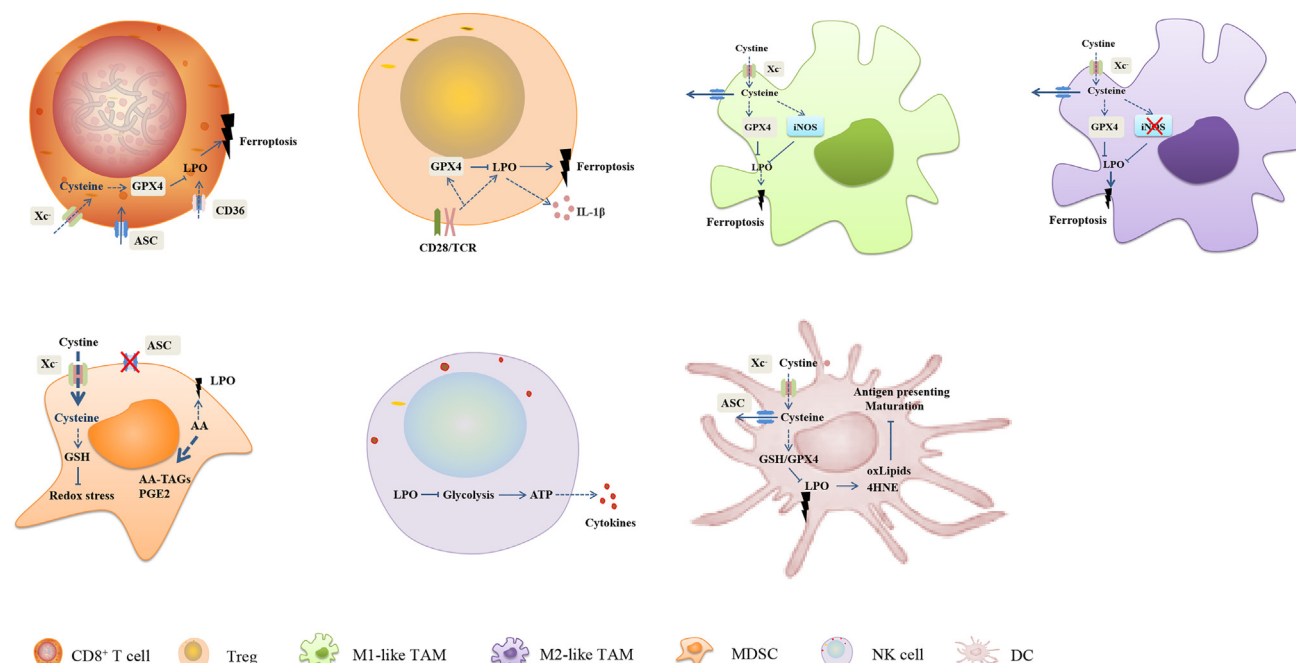 Ferroptosis
LPO
Cysteine
GPX4
Xc-
CD36
ASC
GPX4
LPO
Ferroptosis
IL-1β
CD28/TCR
Cystine
Xc-
Cysteine
GPX4
iNOS
LPO
Ferroptosis
Cystine
Xc-
Cysteine
GPX4
iNOS
LPO
Ferroptosis
Cystine
ASC
Xc-
LPO
Cysteine
AA
GSH
AA-TAGs
PGE2
Redox stress
LPO
Glycolysis
ATP
Cytokines
Xc-
Cystine
Antigen presenting
Maturation
ASC
Cysteine
GSH/GPX4
oxLipids
LPO
4HNE
CD8+ T cell
Treg
M1-like TAM
M2-like TAM
MDSC
NK cell
DC